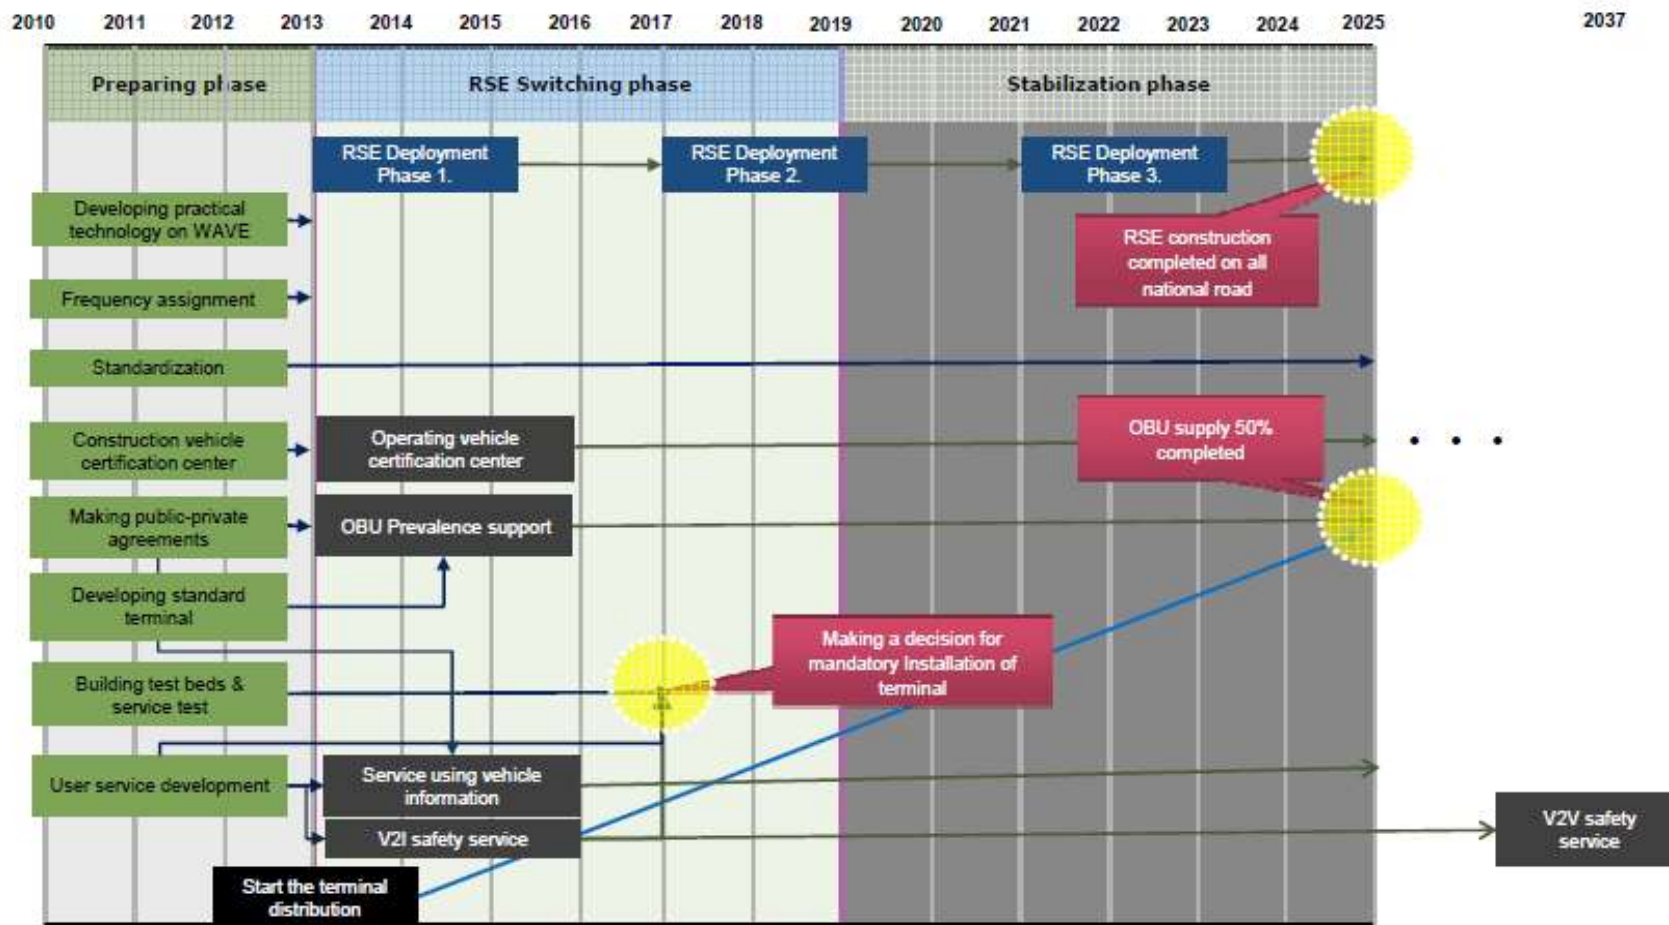 2010 2011 2012 2013 2014 2015 2016 2017 2018 2019 2020 2021 2022 2023 2024 2025 2037
Preparing phase
RSE Switching phase
Stabilization phase
RSE Deployment
Phase 1.
RSE Deployment
Phase 2.
RSE Deployment
Phase 3.
Developing practical
technology on WAVE
RSE construction
completed on all
national road
Frequency assignment
Standardization
Construction vehicle
certification center
Operating vehicle
certification center
OBU supply 50%
completed
Making public-private
agreements
OBU Prevalence support
Developing standard
terminal
Making a decision for
mandatory Installation of
terminal
Building test beds &
service test
User service development
Service using vehicle
information
V2I safety service
V2V safety
service
Start the terminal
distribution